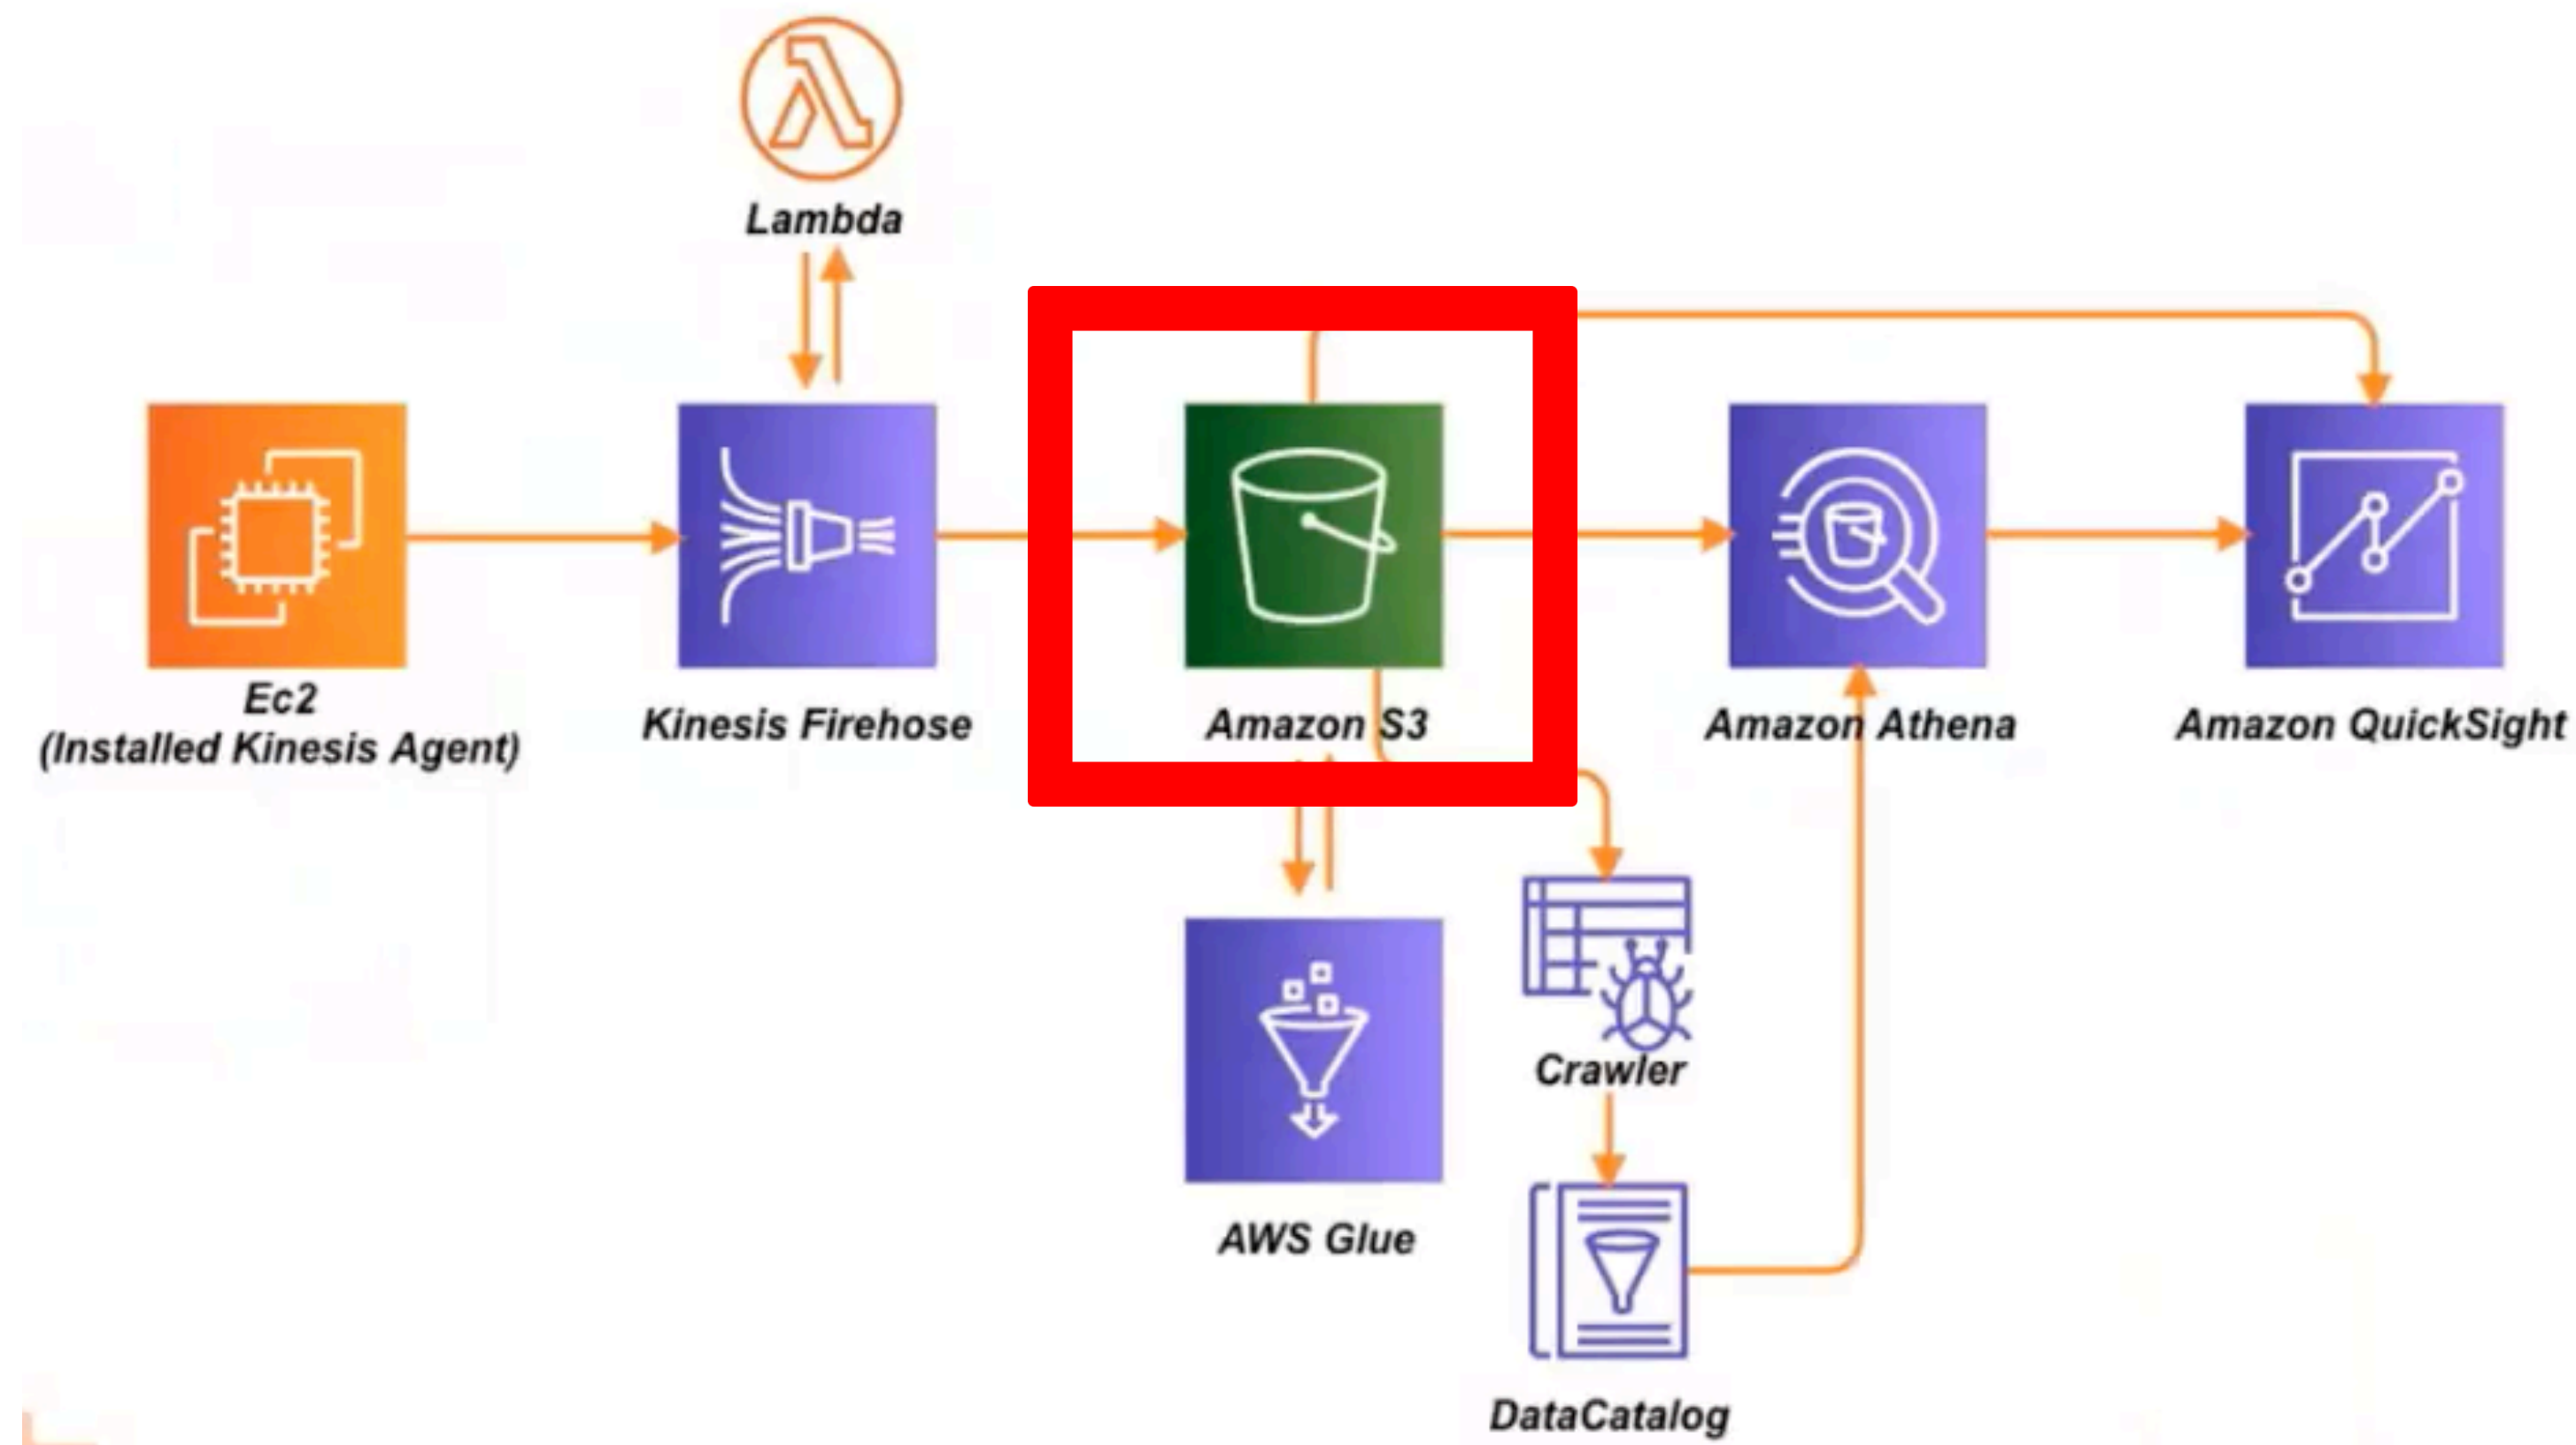 Lambda
Ec2
(Installed Kinesis Agent)
Kinesis Firehose
Amazon S3
Amazon Athena
Amazon QuickSight
Crawler
AWS Glue
DataCatalog